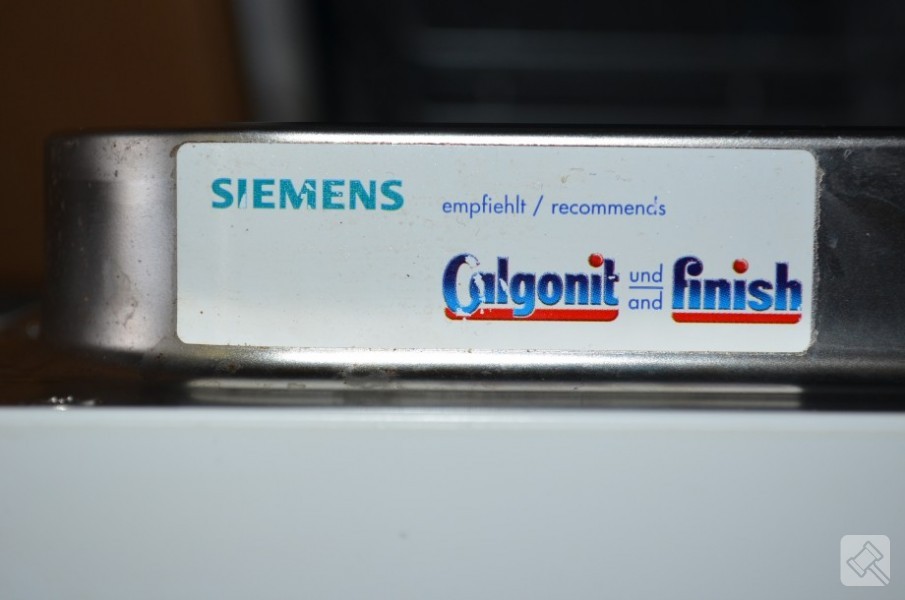 SIEMENS
empfiehlt / recommends
Calgonit und and finish